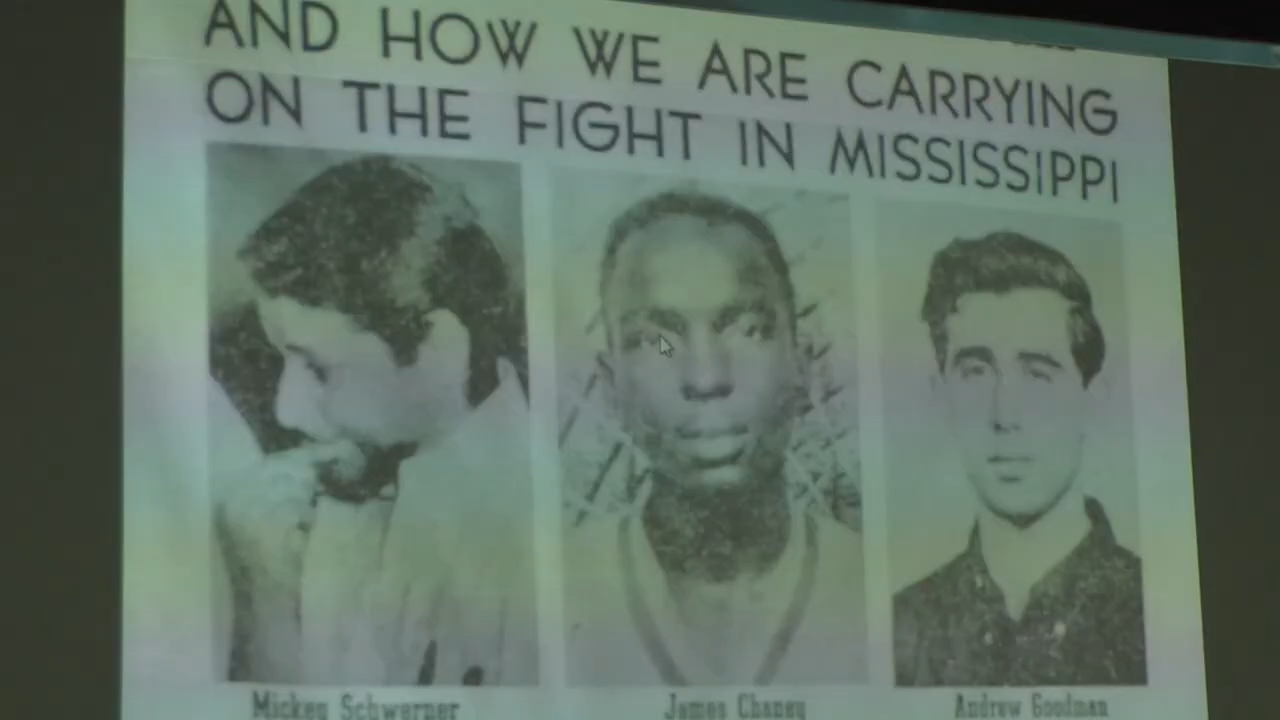 AND HOW WE ARE CARRYING
ON THE FIGHT IN MISSISSIPPI
Mickey Schwerner
James Chaney
Andrew Goodman